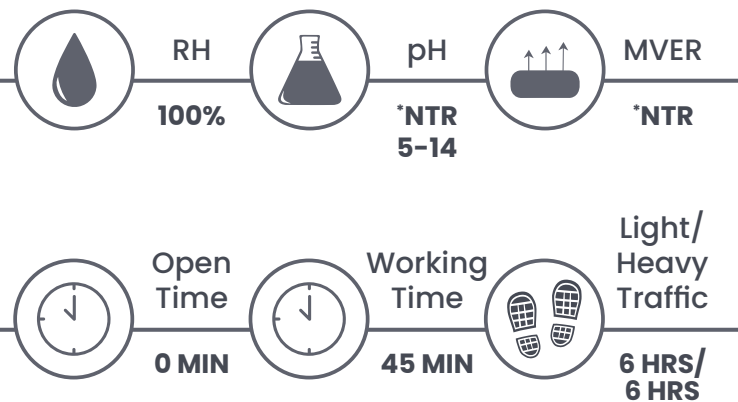 RH
100%
pH
*NTR
5-14
MVER
*NTR
Open
Time
0 MIN
Working
Time
45 MIN
Light/
Heavy
Traffic
6 HRS/
6 HRS